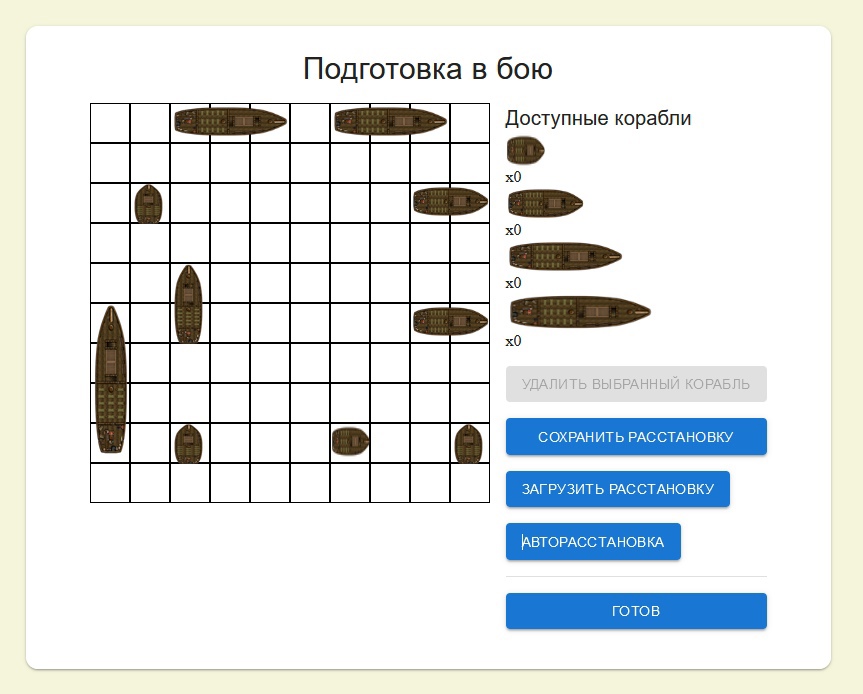 Подготовка в бою
Доступные корабли
x0
x0
x0
x0
УДАЛИТЬ ВЫБРАННЫЙ КОРАБЛЬ
СОХРАНИТЬ РАССТАНОВКУ
ЗАГРУЗИТЬ РАССТАНОВКУ
АВТОРАССТАНОВКА
ГОТОВ